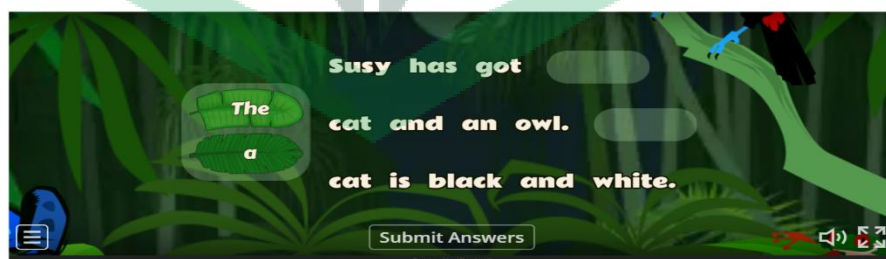 The
a
Susy has got
cat and an owl.
cat is black and white.
Submit Answers